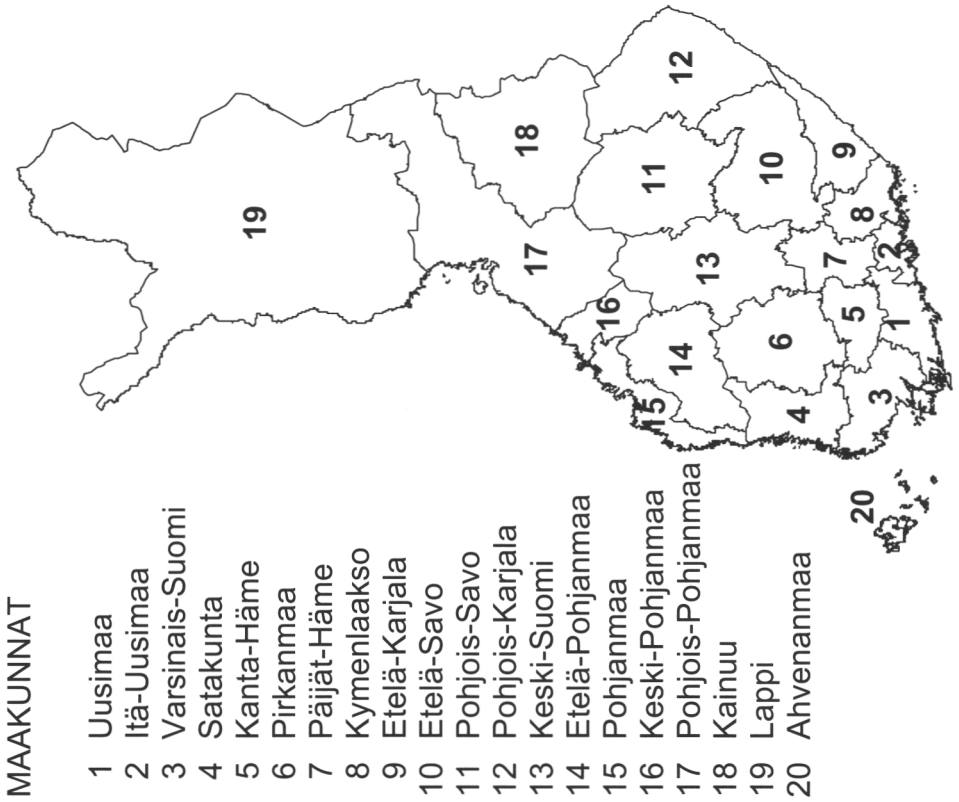 MAAKUNNAT
1 Uusimaa
2 Itä-Uusimaa
3 Varsinais-Suomi
4 Satakunta
5 Kanta-Häme
6 Pirkanmaa
7 Päijät-Häme
8 Kymenlaakso
9 Etelä-Karjala
10 Etelä-Savo
11 Pohjois-Savo
12 Pohjois-Karjala
13 Keski-Suomi
14 Etelä-Pohjanmaa
15 Pohjanmaa
16 Keski-Pohjanmaa
17 Pohjois-Pohjanmaa
18 Kainuu
19 Lappi
20 Ahvenanmaa
19
18
17
16
12
11
15
14
13
10
6
4
9
7
8
5
3
2
1
20